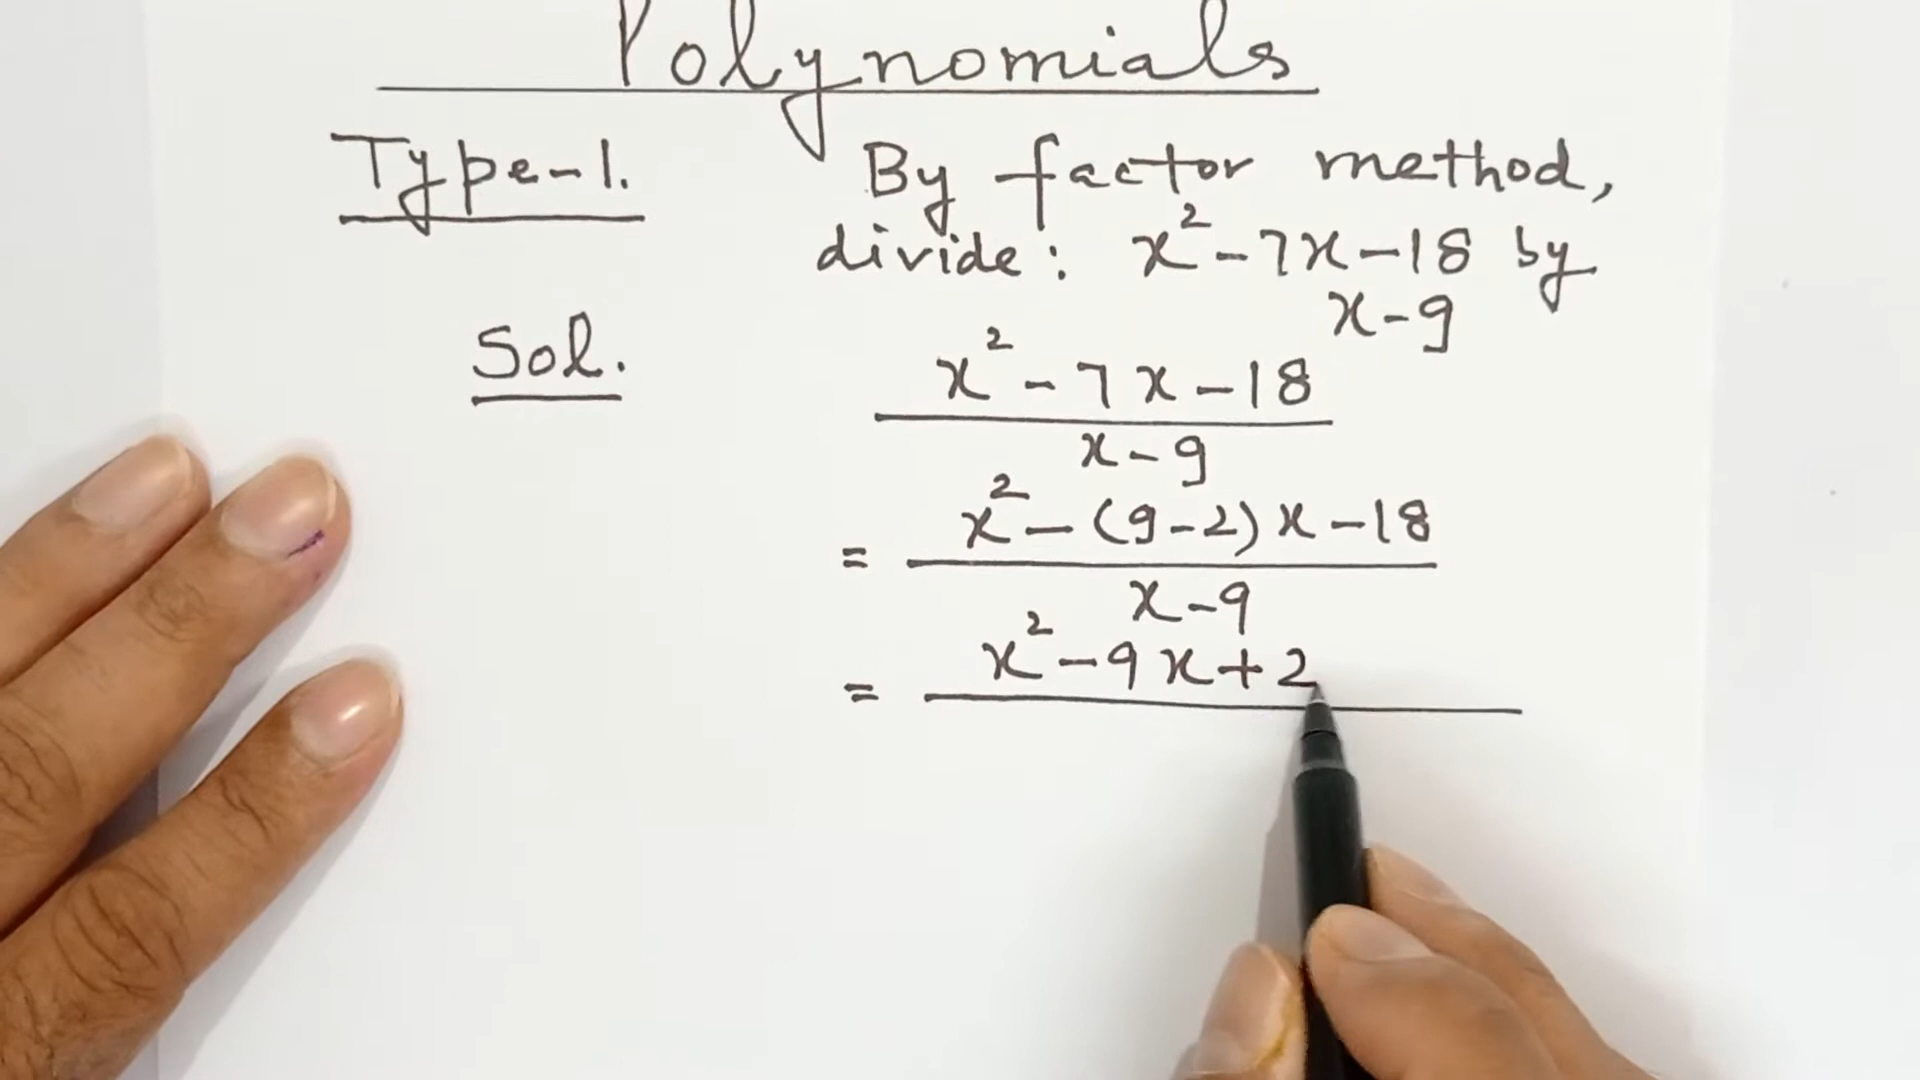 Polynomials
Type-1. By factor method,
divide: x² - 7x - 18 by
x - 9
Sol.
x² - 7x - 18
x - 9
= x² - (9 - 2)x - 18
x - 9
= x² - 9x + 2